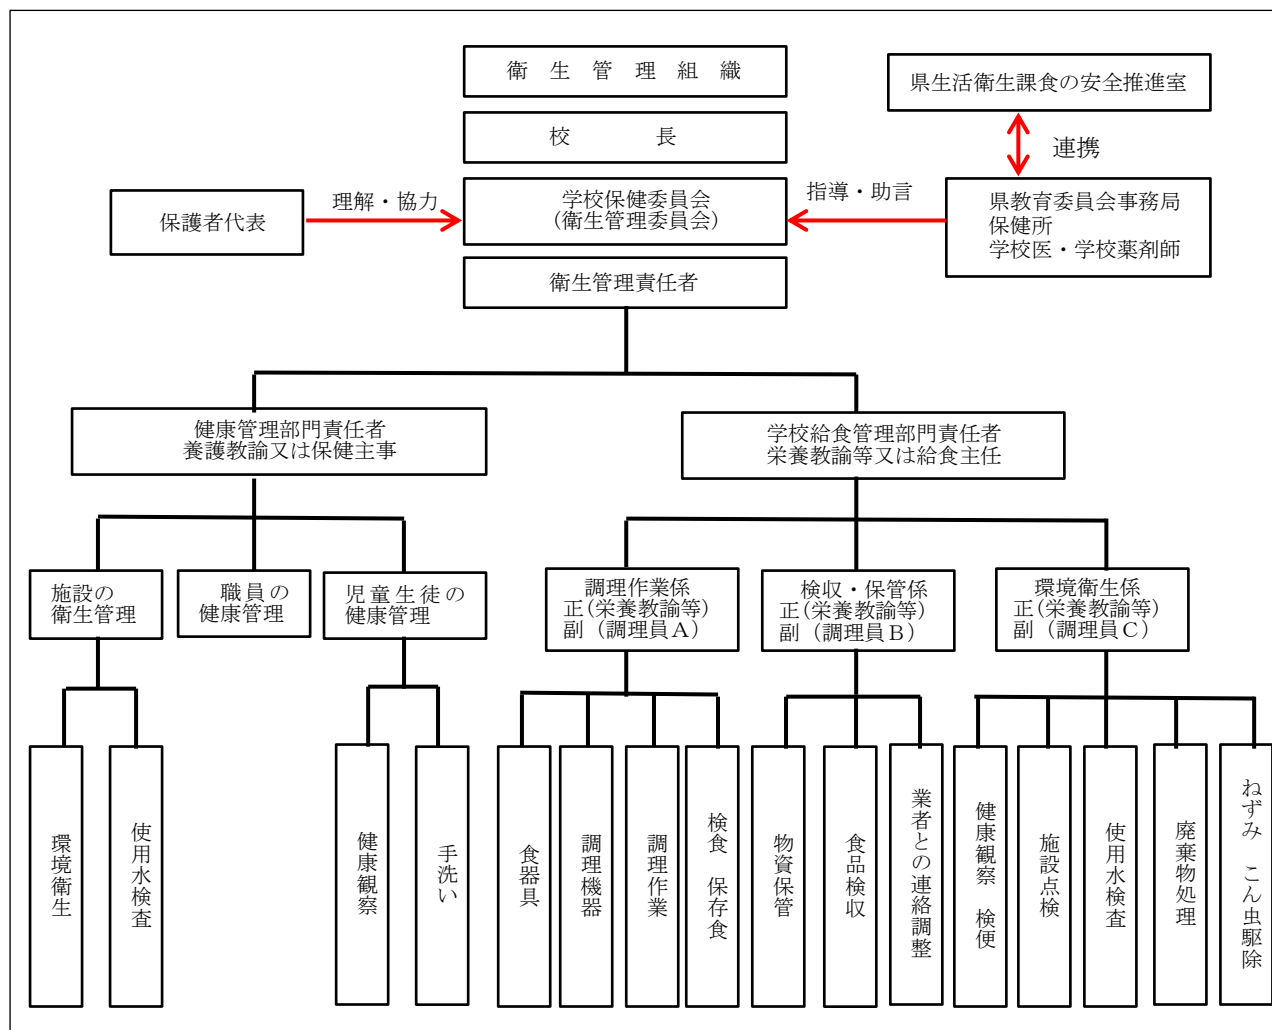 衛生管理組織
県生活衛生課食の安全推進室
校長
連携
保護者代表
理解・協力
学校保健委員会
(衛生管理委員会)
指導・助言
県教育委員会事務局
保健所
学校医・学校薬剤師
衛生管理責任者
健康管理部門責任者
養護教諭又は保健主事
学校給食管理部門責任者
栄養教諭等又は給食主任
施設の
衛生管理
職員の
健康管理
児童生徒の
健康管理
調理作業係
正(栄養教諭等)
副(調理員A)
検収・保管係
正(栄養教諭等)
副(調理員B)
環境衛生係
正(栄養教諭等)
副(調理員C)
環境衛生
使用水検査
健康観察
手洗い
食器具
調理機器
調理作業
検食 保存食
物資保管
食品検収
業者との連絡調整
健康観察 検便
施設点検
使用水検査
廃棄物処理
ねずみ こん虫駆除